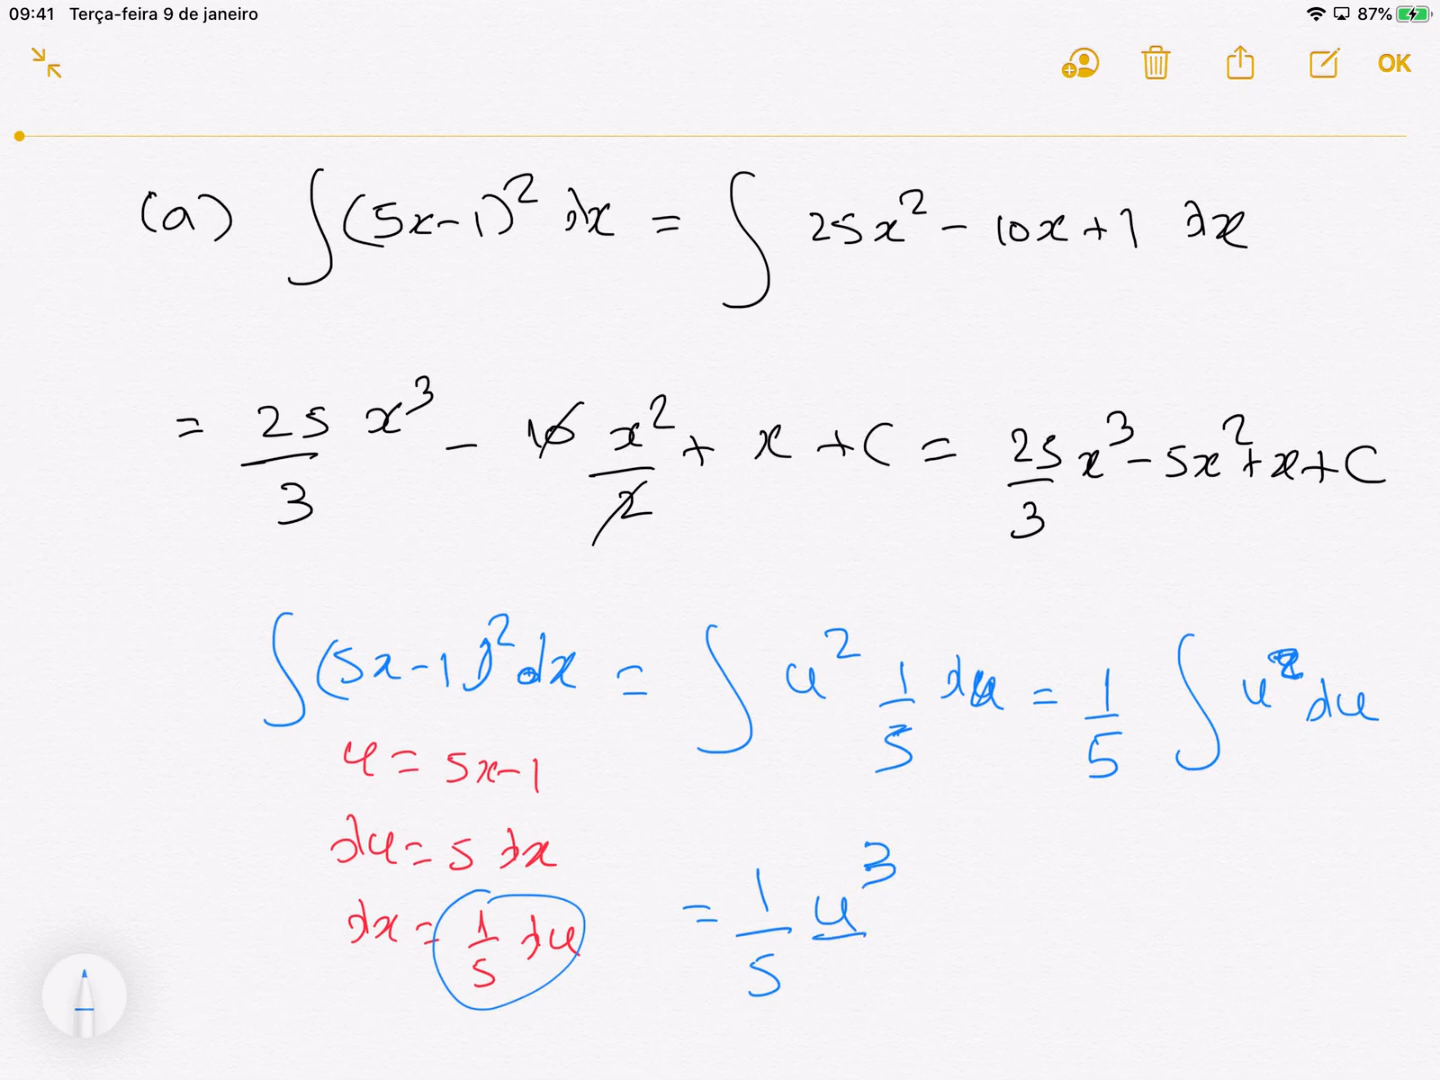 09:41 Terça-feira 9 de janeiro 87%
OK
(a) ∫(5x-1)² dx = ∫ 25x² - 10x + 1 dx
= 25/3 x³ - 10 x²/2 + x + C = 25/3 x³ - 5x² + x + C
∫(5x-1)² dx = ∫ u² 1/5 du = 1/5 ∫ u² du
u = 5x-1
du = 5 dx
dx = 1/5 du
= 1/5 u³